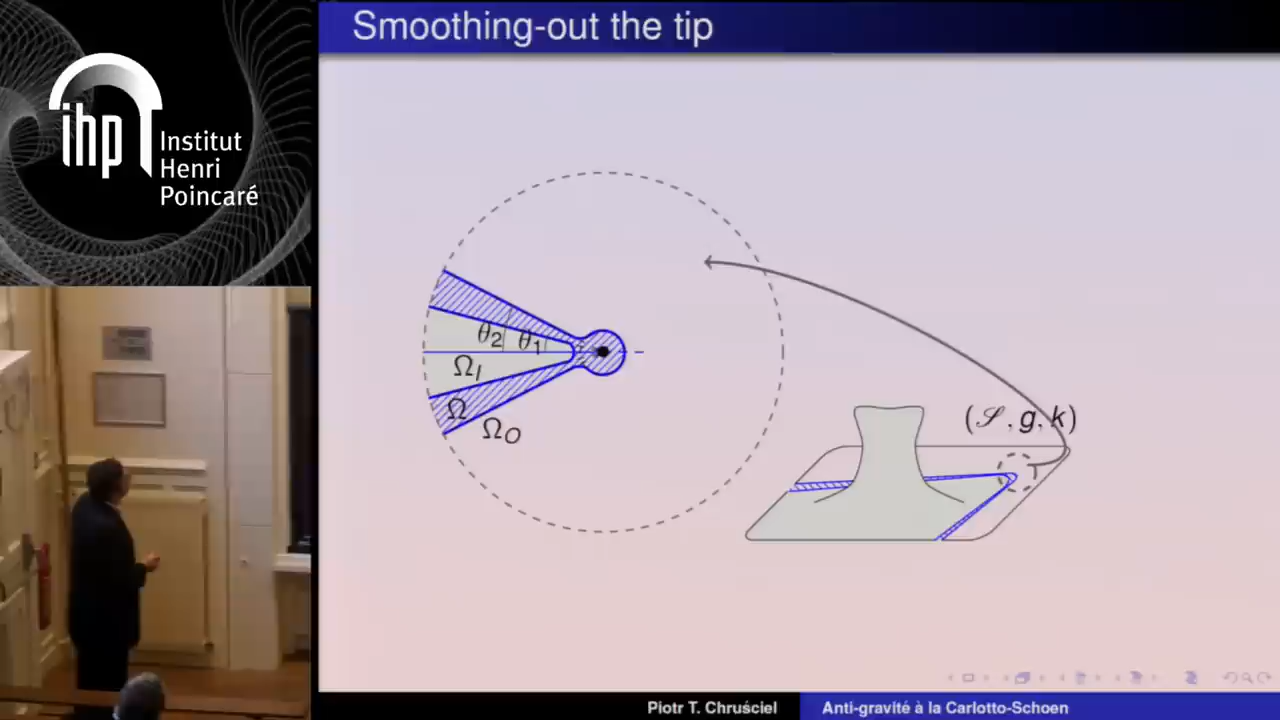 ihp
Institut
Henri
Poincaré
Smoothing-out the tip
θ₂
θ₁
Ω_I
Ω
Ω_O
(𝒮, g, k)
Piotr T. Chruściel
Anti-gravité à la Carlotto-Schoen